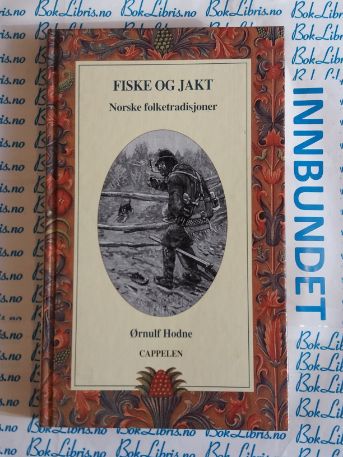 FISKE OG JAKT
Norske folketradisjoner
Ørnulf Hodne
CAPPELEN
INNBUNDET
BokLibris.no